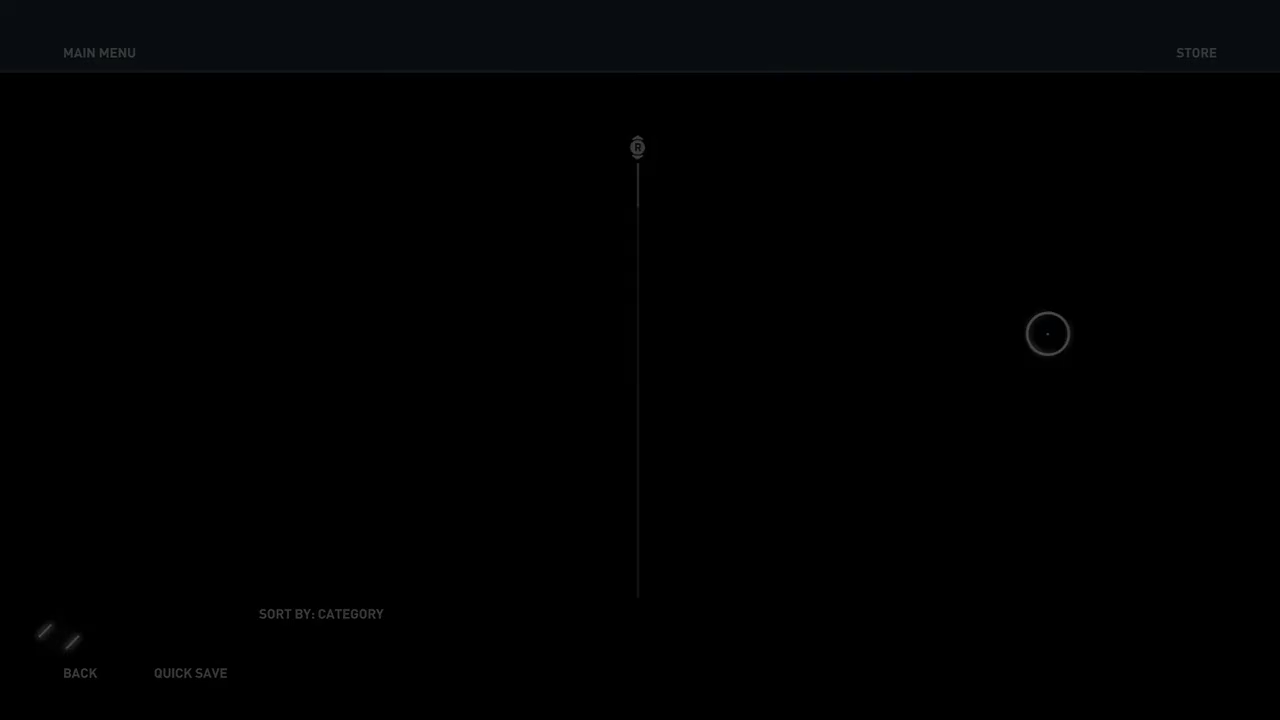 MAIN MENU
STORE
R
SORT BY: CATEGORY
BACK
QUICK SAVE